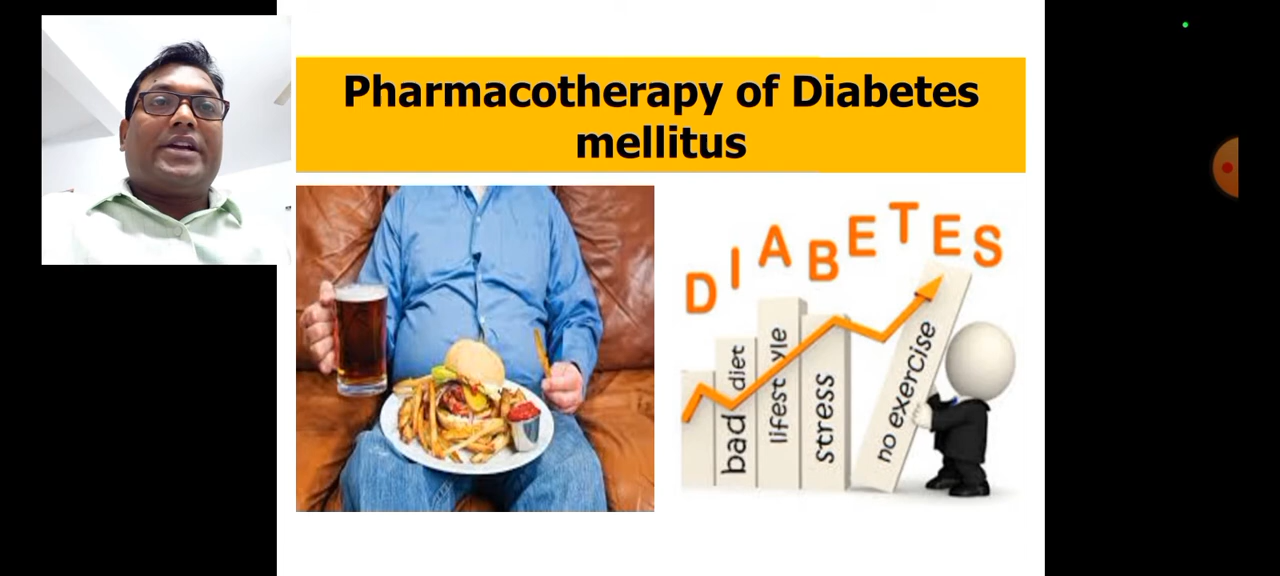 Pharmacotherapy of Diabetes
mellitus
DIABETES
bad diet
lifestyle
stress
no exercise